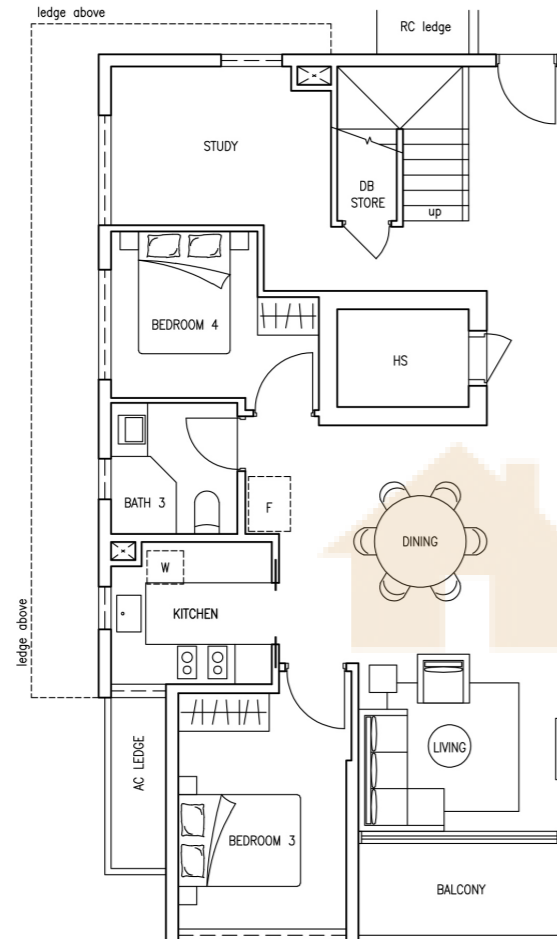 ledge above
RC ledge
STUDY
DB
STORE
up
BEDROOM 4
HS
BATH 3
F
DINING
W
KITCHEN
ledge above
LIVING
AC LEDGE
BEDROOM 3
BALCONY